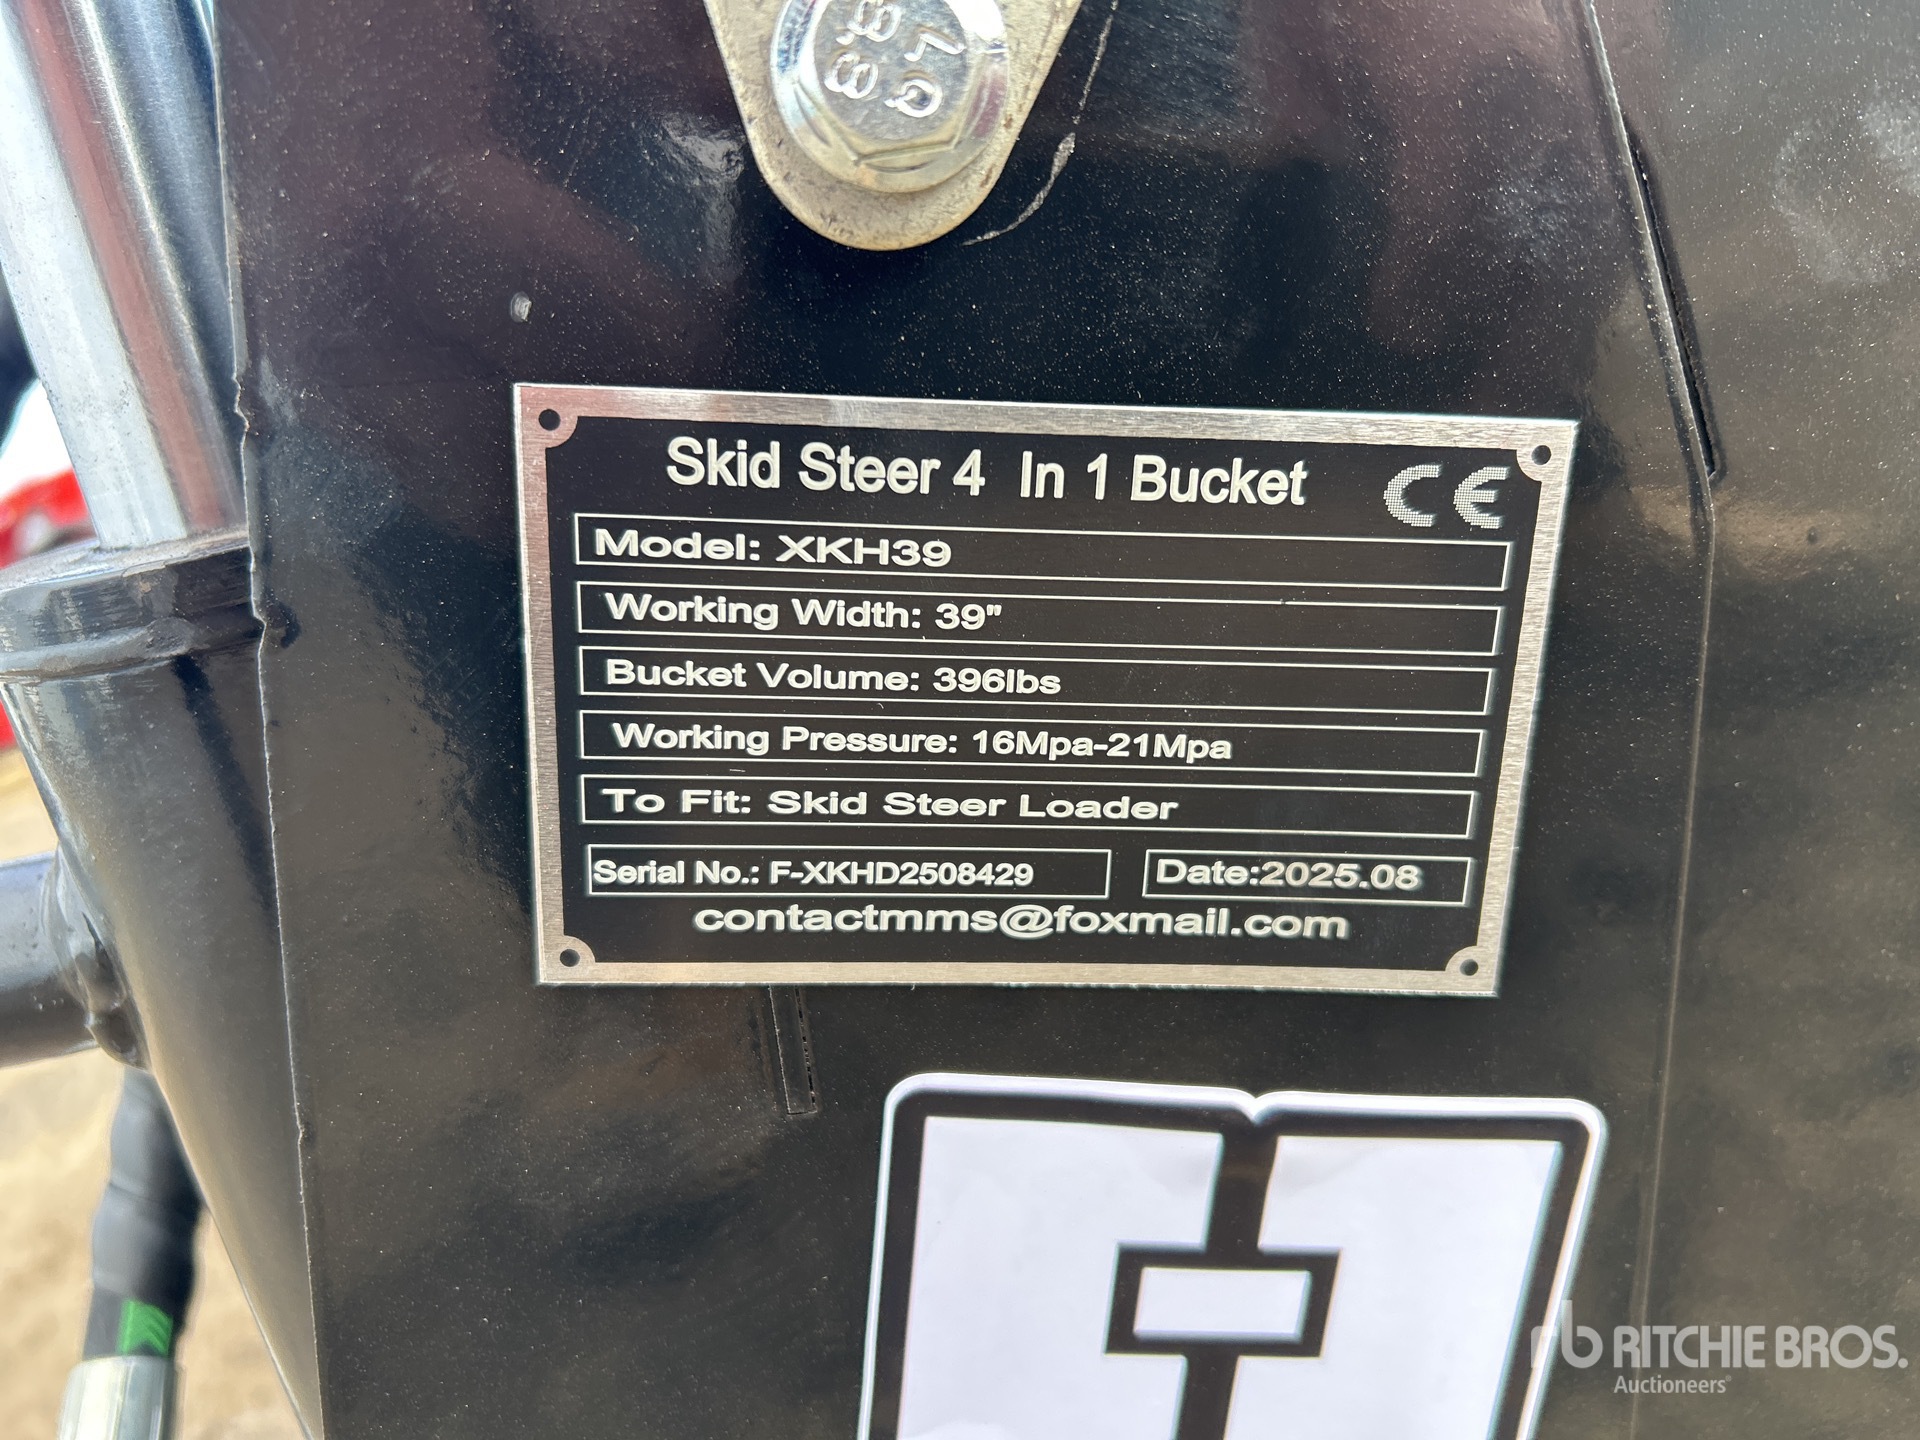 8.8
LQ
Skid Steer 4 In 1 Bucket CE
Model: XKH39
Working Width: 39"
Bucket Volume: 396lbs
Working Pressure: 16Mpa-21Mpa
To Fit: Skid Steer Loader
Serial No.: F-XKHD2508429 Date:2025.08
contactmms@foxmail.com
rb RITCHIE BROS.
Auctioneers